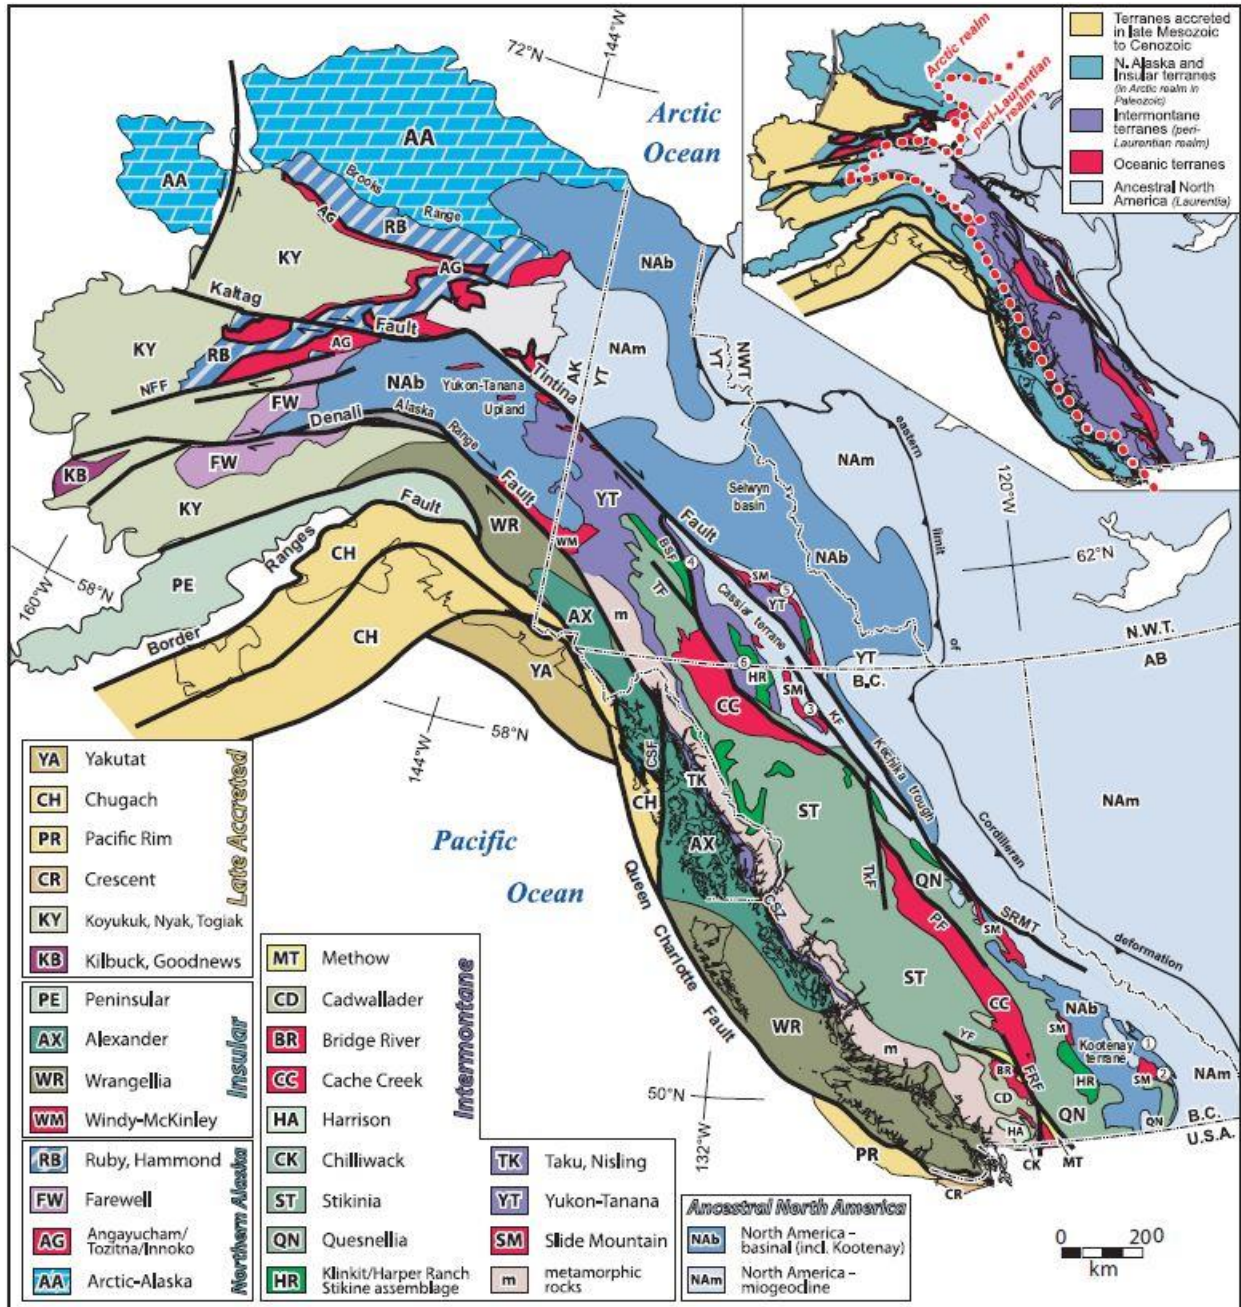 72°N
144°W
Arctic
Ocean
AA
AA
Brooks
Range
AG
RB
KY
AG
NAb
Kaltag
Fault
KY
RB
AG
NFF
NAm
AK
YT
NWT
YT
Tintina
NAb
Yukon-Tanana
Upland
FW
Denali
Alaska
Range
Fault
FW
KB
KY
WR
YT
WM
Fault
Selwyn
basin
NAm
NAb
eastern
limit
of
Cordilleran
deformation
120°W
62°N
160°W
58°N
PE
Border
Ranges
Fault
CH
CH
YA
AX
m
TF
BSF
4
SM
5
YT
Cassiar terrane
6
HR
SM
3
KF
YT
B.C.
N.W.T.
AB
CC
Kechika trough
144°W
58°N
CSF
CH
TK
AX
CSZ
ST
TkF
QN
PF
SM
SRMT
NAm
Pacific
Ocean
Queen
Charlotte
Fault
WR
m
ST
CC
YF
BR
CD
HA
FRF
SM
NAb
Kootenay
terrane
1
HR
SM
2
QN
QN
NAm
B.C.
U.S.A.
CK
MT
PR
CR
50°N
132°W
0
200
km
Arctic realm
peri-Laurentian
realm
Terranes accreted
in late Mesozoic
to Cenozoic
N. Alaska and
Insular terranes
(in Arctic realm in
Paleozoic)
Intermontane
terranes (peri-
Laurentian realm)
Oceanic terranes
Ancestral North
America (Laurentia)
Late Accreted
YA Yakutat
CH Chugach
PR Pacific Rim
CR Crescent
KY Koyukuk, Nyak, Togiak
KB Kilbuck, Goodnews
Insular
PE Peninsular
AX Alexander
WR Wrangellia
WM Windy-McKinley
Northern Alaska
RB Ruby, Hammond
FW Farewell
AG Angayucham/
Tozitna/Innoko
AA Arctic-Alaska
Intermontane
MT Methow
CD Cadwallader
BR Bridge River
CC Cache Creek
HA Harrison
CK Chilliwack
ST Stikinia
QN Quesnellia
HR Klinkit/Harper Ranch
Stikine assemblage
TK Taku, Nisling
YT Yukon-Tanana
SM Slide Mountain
m metamorphic
rocks
Ancestral North America
NAb North America –
basinal (incl. Kootenay)
NAm North America –
miogeocline